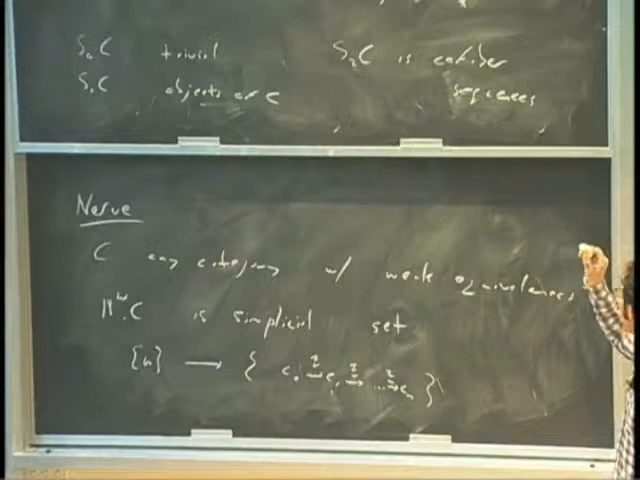 S₀C trivial S₂C is cofiber
S₁C objects of C sequences
Nerve
C any category w/ weak equivalences
N^w.C is simplicial set
[n] ⟶ { c₀ →^~ c₁ →^~ ... →^~ cₙ }